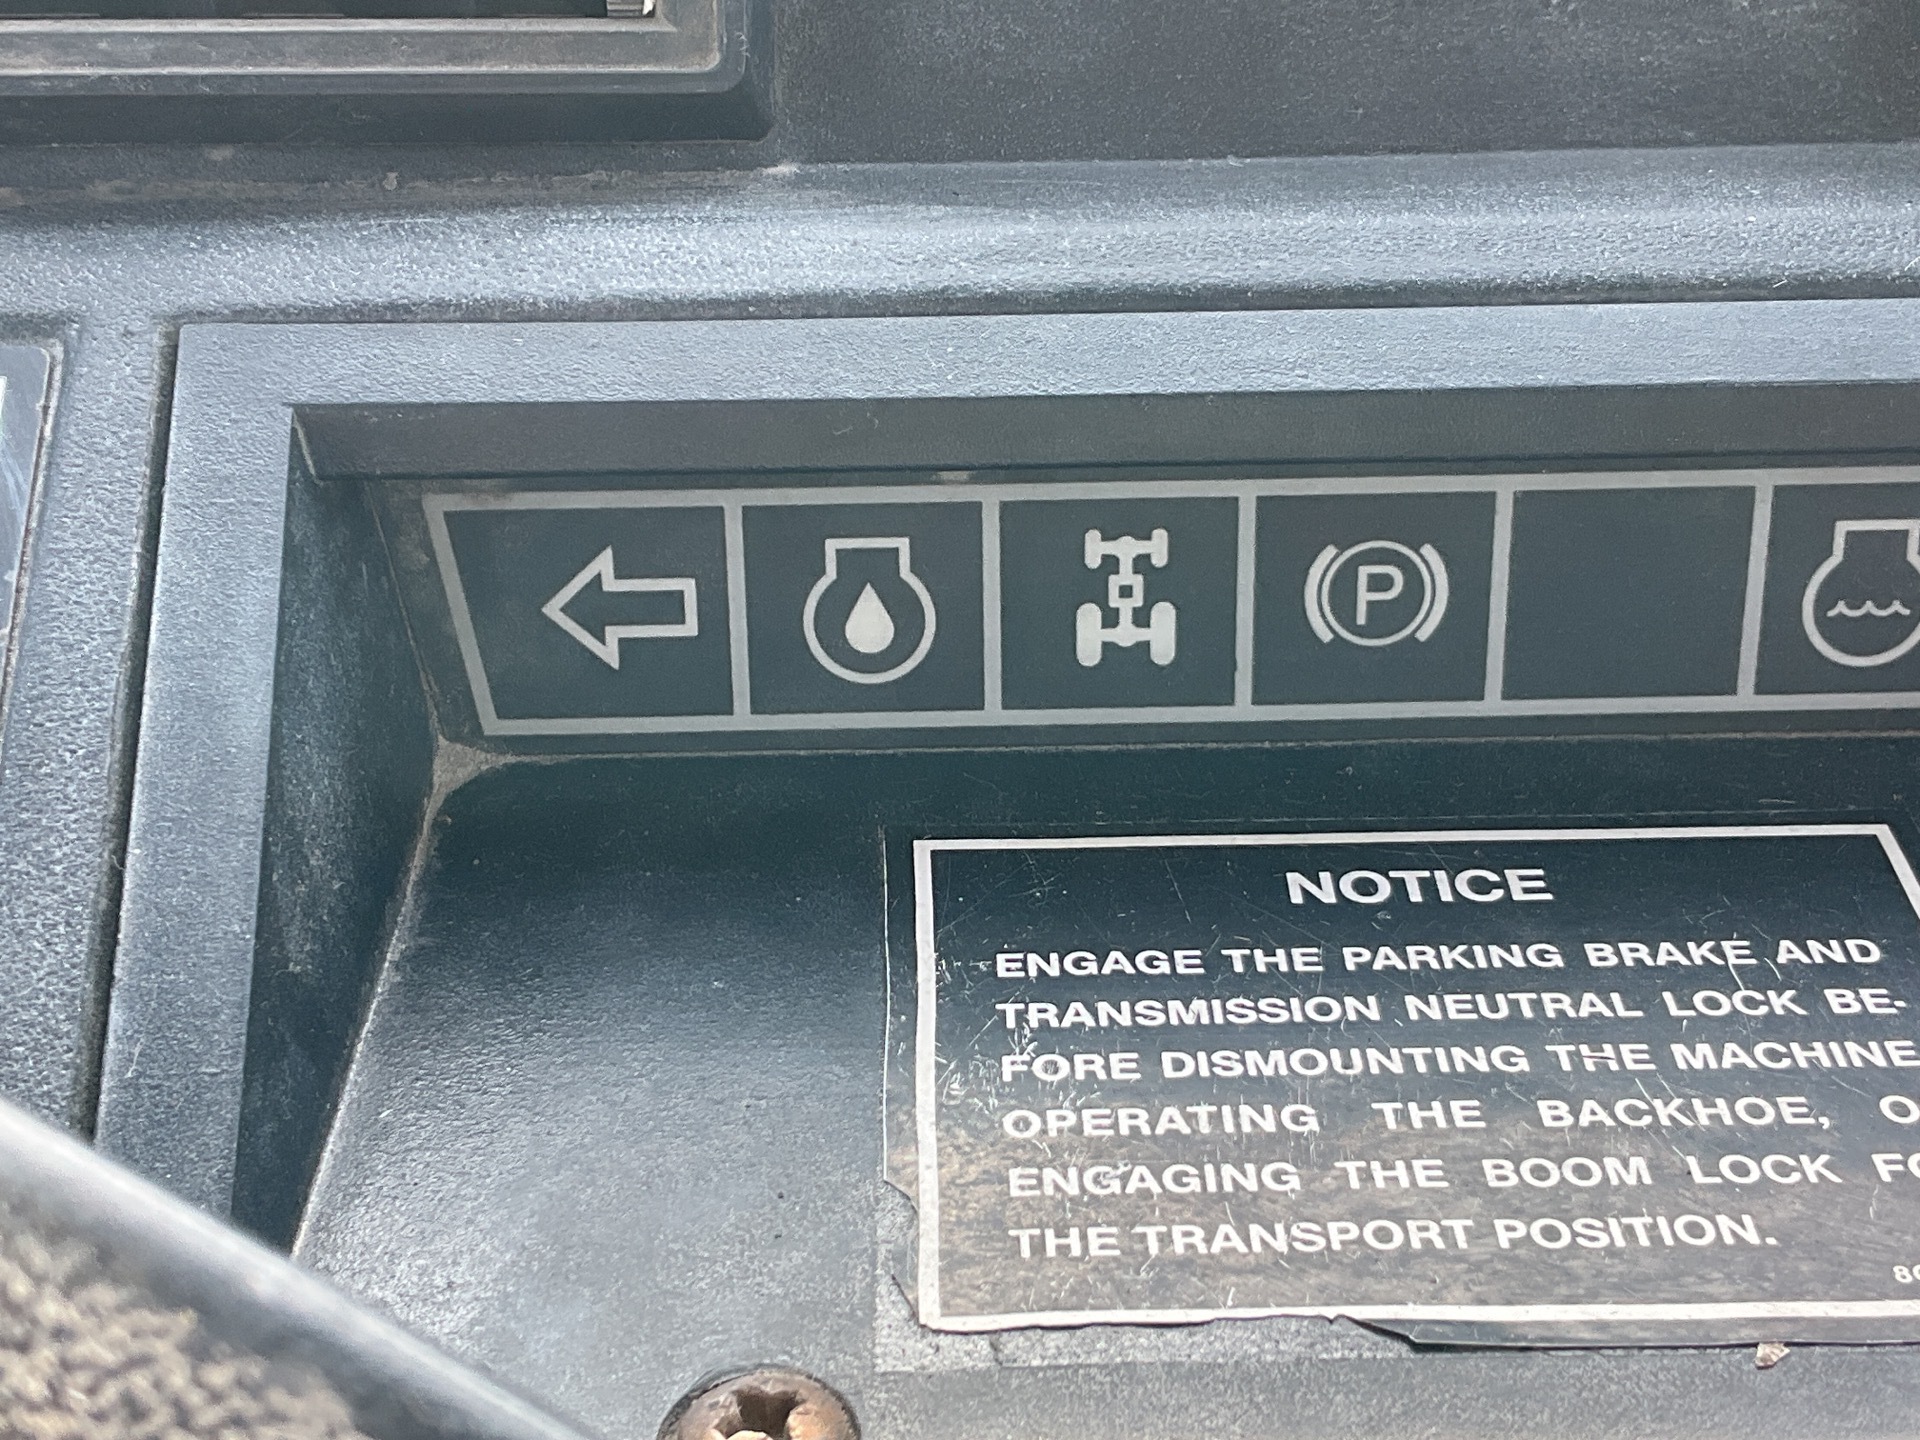 P
NOTICE
ENGAGE THE PARKING BRAKE AND
TRANSMISSION NEUTRAL LOCK BE-
FORE DISMOUNTING THE MACHINE
OPERATING THE BACKHOE,
ENGAGING THE BOOM LOCK
THE TRANSPORT POSITION.